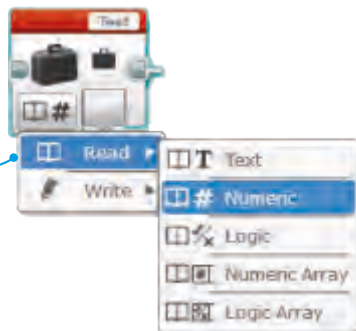 Text
#
Read
Write
T Text
# Numeric
Logic
Numeric Array
Logic Array